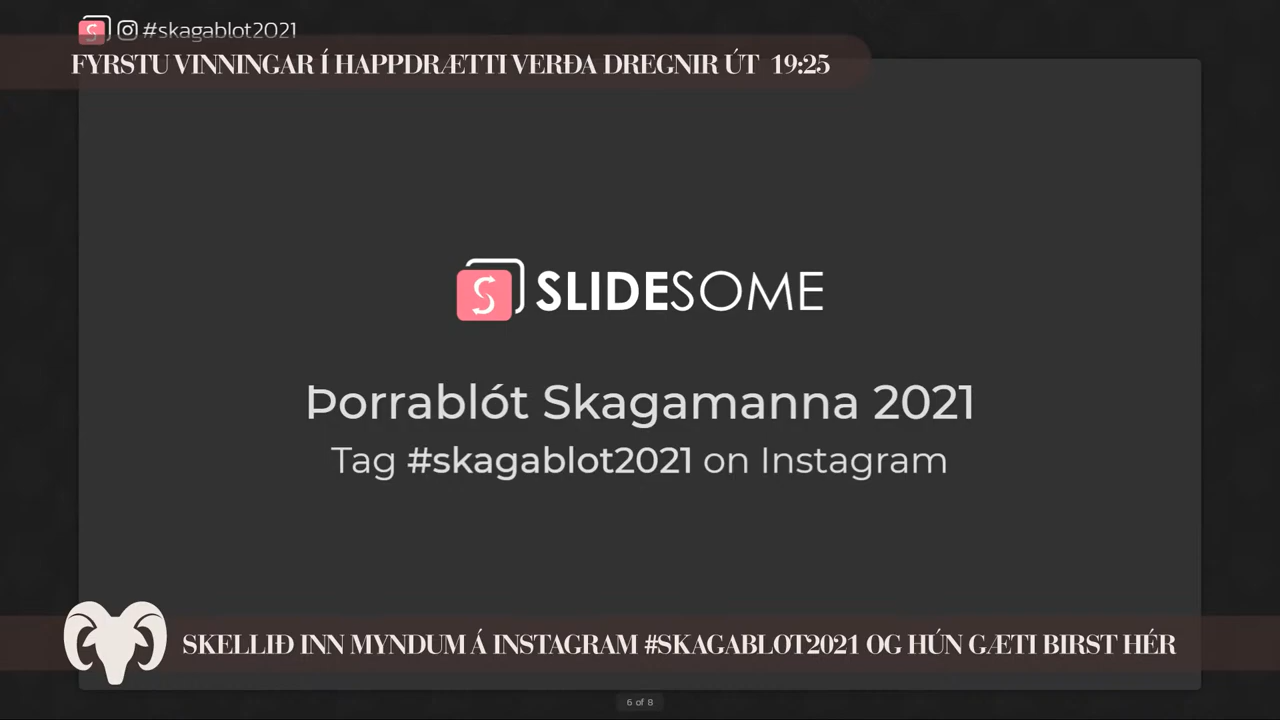 #skagablot2021
FYRSTU VINNINGAR Í HAPPDRÆTTI VERÐA DREGNIR ÚT 19:25
SLIDESOME
Þorrablót Skagamanna 2021
Tag #skagablot2021 on Instagram
SKELLIÐ INN MYNDUM Á INSTAGRAM #SKAGABLOT2021 OG HÚN GÆTI BIRST HÉR
6 of 8